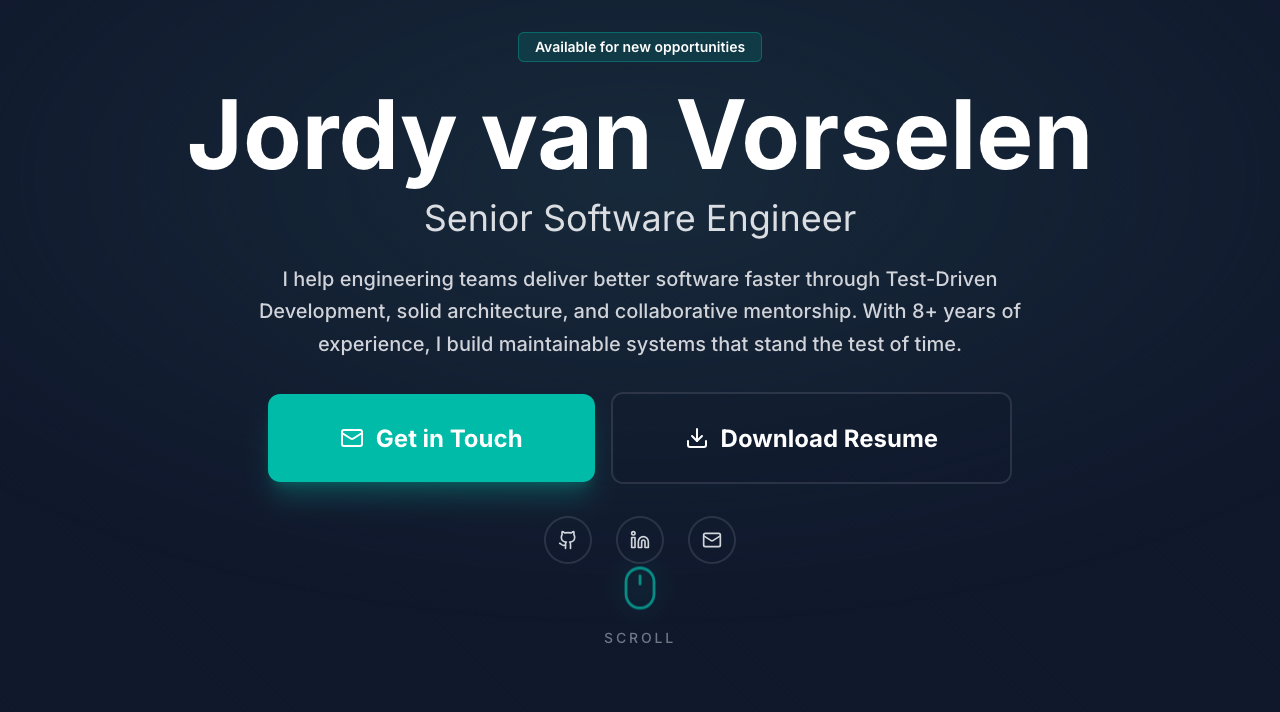 Available for new opportunities
Jordy van Vorselen
Senior Software Engineer
I help engineering teams deliver better software faster through Test-Driven
Development, solid architecture, and collaborative mentorship. With 8+ years of
experience, I build maintainable systems that stand the test of time.
Get in Touch
Download Resume
SCROLL